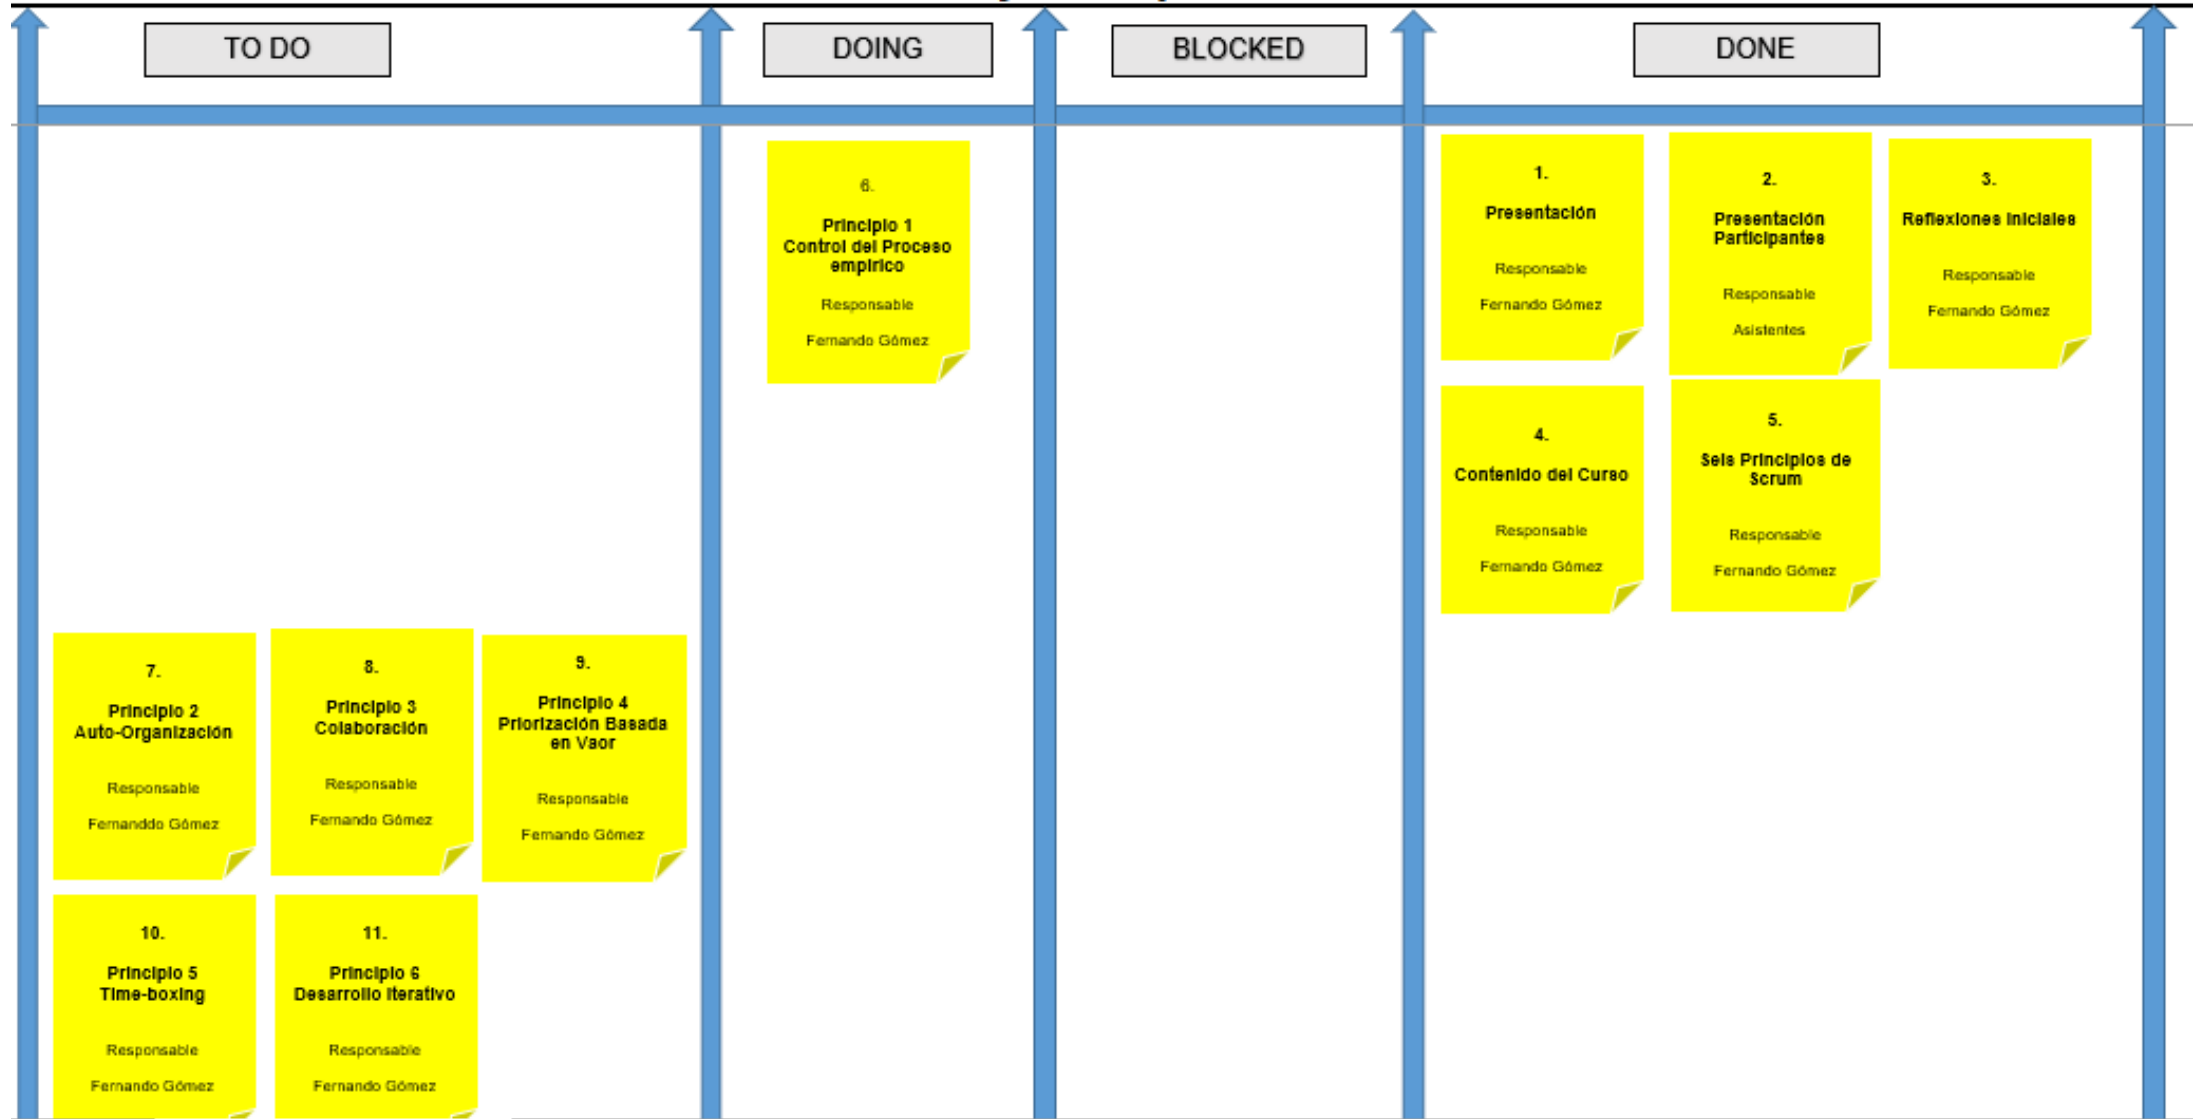 TO DO
DOING
BLOCKED
DONE
6.
Principio 1
Control del Proceso
empirico
Responsable
Fernando Gómez
1.
Presentación
Responsable
Fernando Gómez
2.
Presentación
Participantes
Responsable
Asistentes
3.
Reflexiones Iniciales
Responsable
Fernando Gómez
4.
Contenido del Curso
Responsable
Fernando Gómez
5.
Seis Principios de
Scrum
Responsable
Fernando Gómez
7.
Principio 2
Auto-Organización
Responsable
Fernanddo Gómez
8.
Principio 3
Colaboración
Responsable
Fernando Gómez
9.
Principio 4
Priorización Basada
en Vaor
Responsable
Fernando Gómez
10.
Principio 5
Time-boxing
Responsable
Fernando Gómez
11.
Principio 6
Desarrollo Iterativo
Responsable
Fernando Gómez